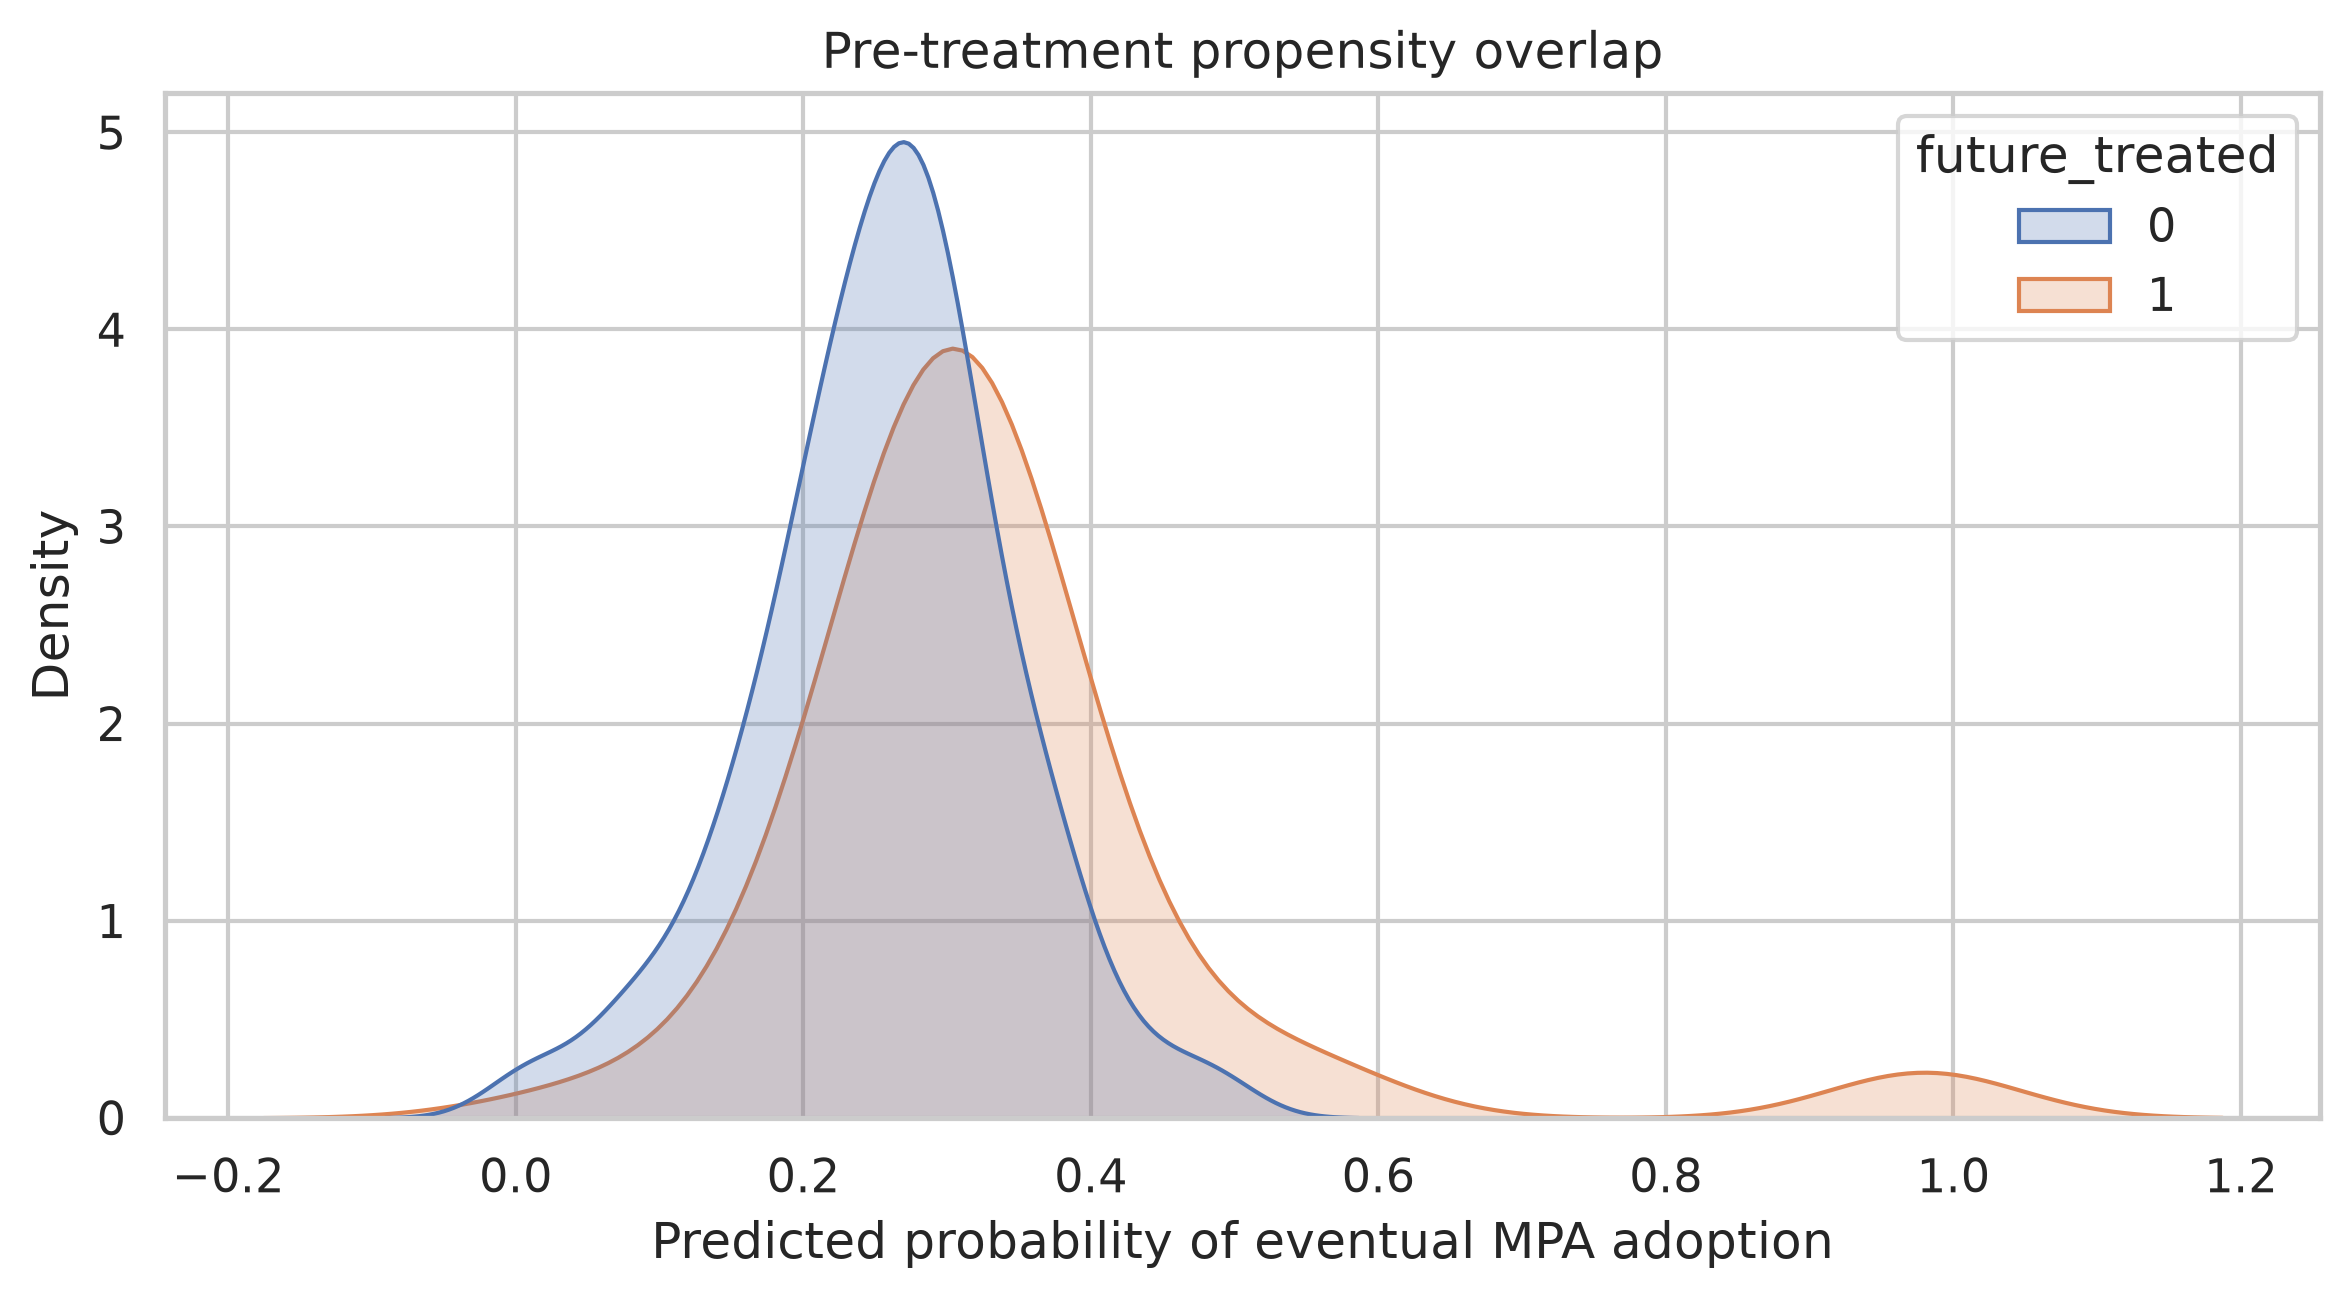 Pre-treatment propensity overlap
future_treated
0
1
5
4
3
2
1
0
Density
−0.2 0.0 0.2 0.4 0.6 0.8 1.0 1.2
Predicted probability of eventual MPA adoption